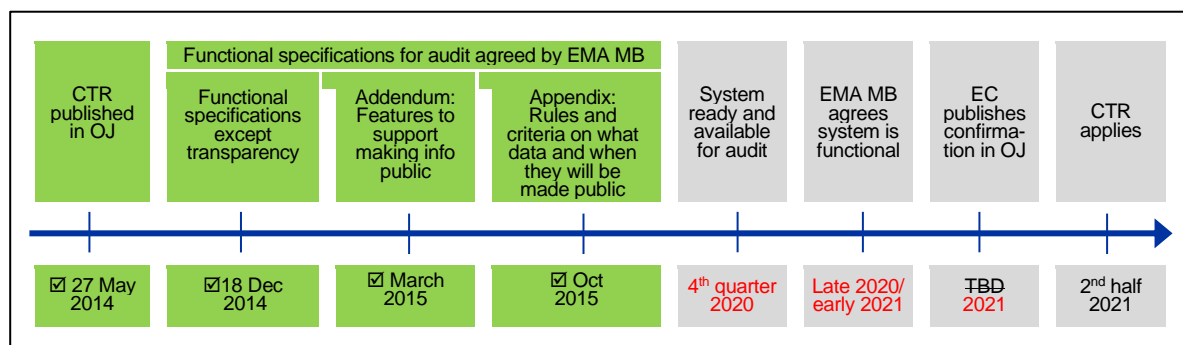 CTR
published
in OJ
Functional specifications for audit agreed by EMA MB
Functional
specifications
except
transparency
Addendum:
Features to
support
making info
public
Appendix:
Rules and
criteria on what
data and when
they will be
made public
System
ready and
available
for audit
EMA MB
agrees
system is
functional
EC
publishes
confirma-
tion in OJ
CTR
applies
☑ 27 May
2014
☑18 Dec
2014
☑ March
2015
☑ Oct
2015
4th quarter
2020
Late 2020/
early 2021
TBD
2021
2nd half
2021